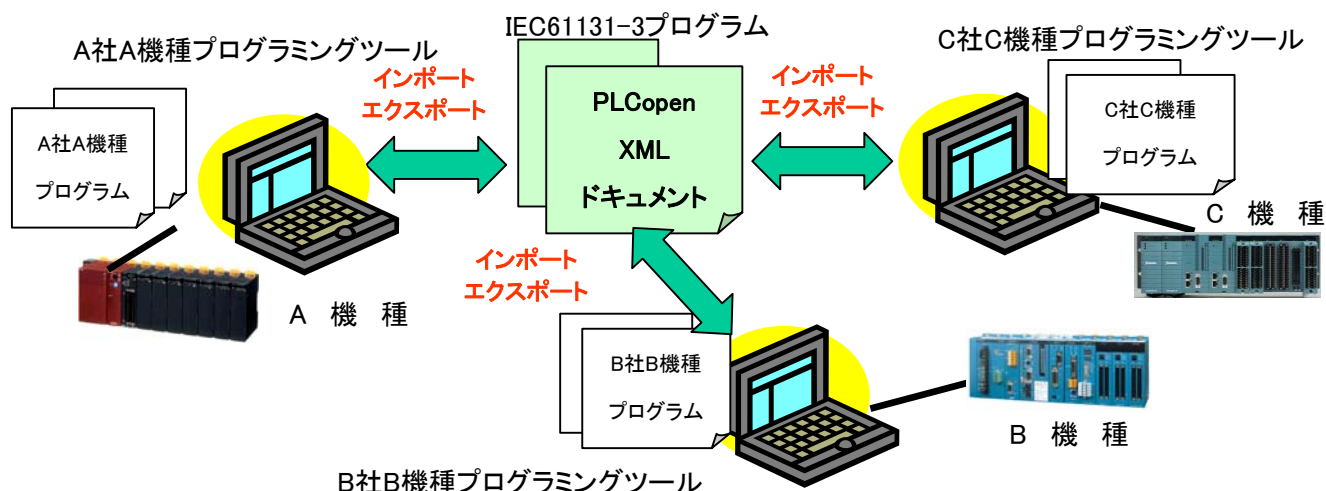 IEC61131-3プログラム
A社A機種プログラミングツール
C社C機種プログラミングツール
インポート
エクスポート
インポート
エクスポート
PLCopen
XML
ドキュメント
A社A機種
プログラム
C社C機種
プログラム
C 機 種
インポート
エクスポート
A 機 種
B社B機種
プログラム
B 機 種
B社B機種プログラミングツール